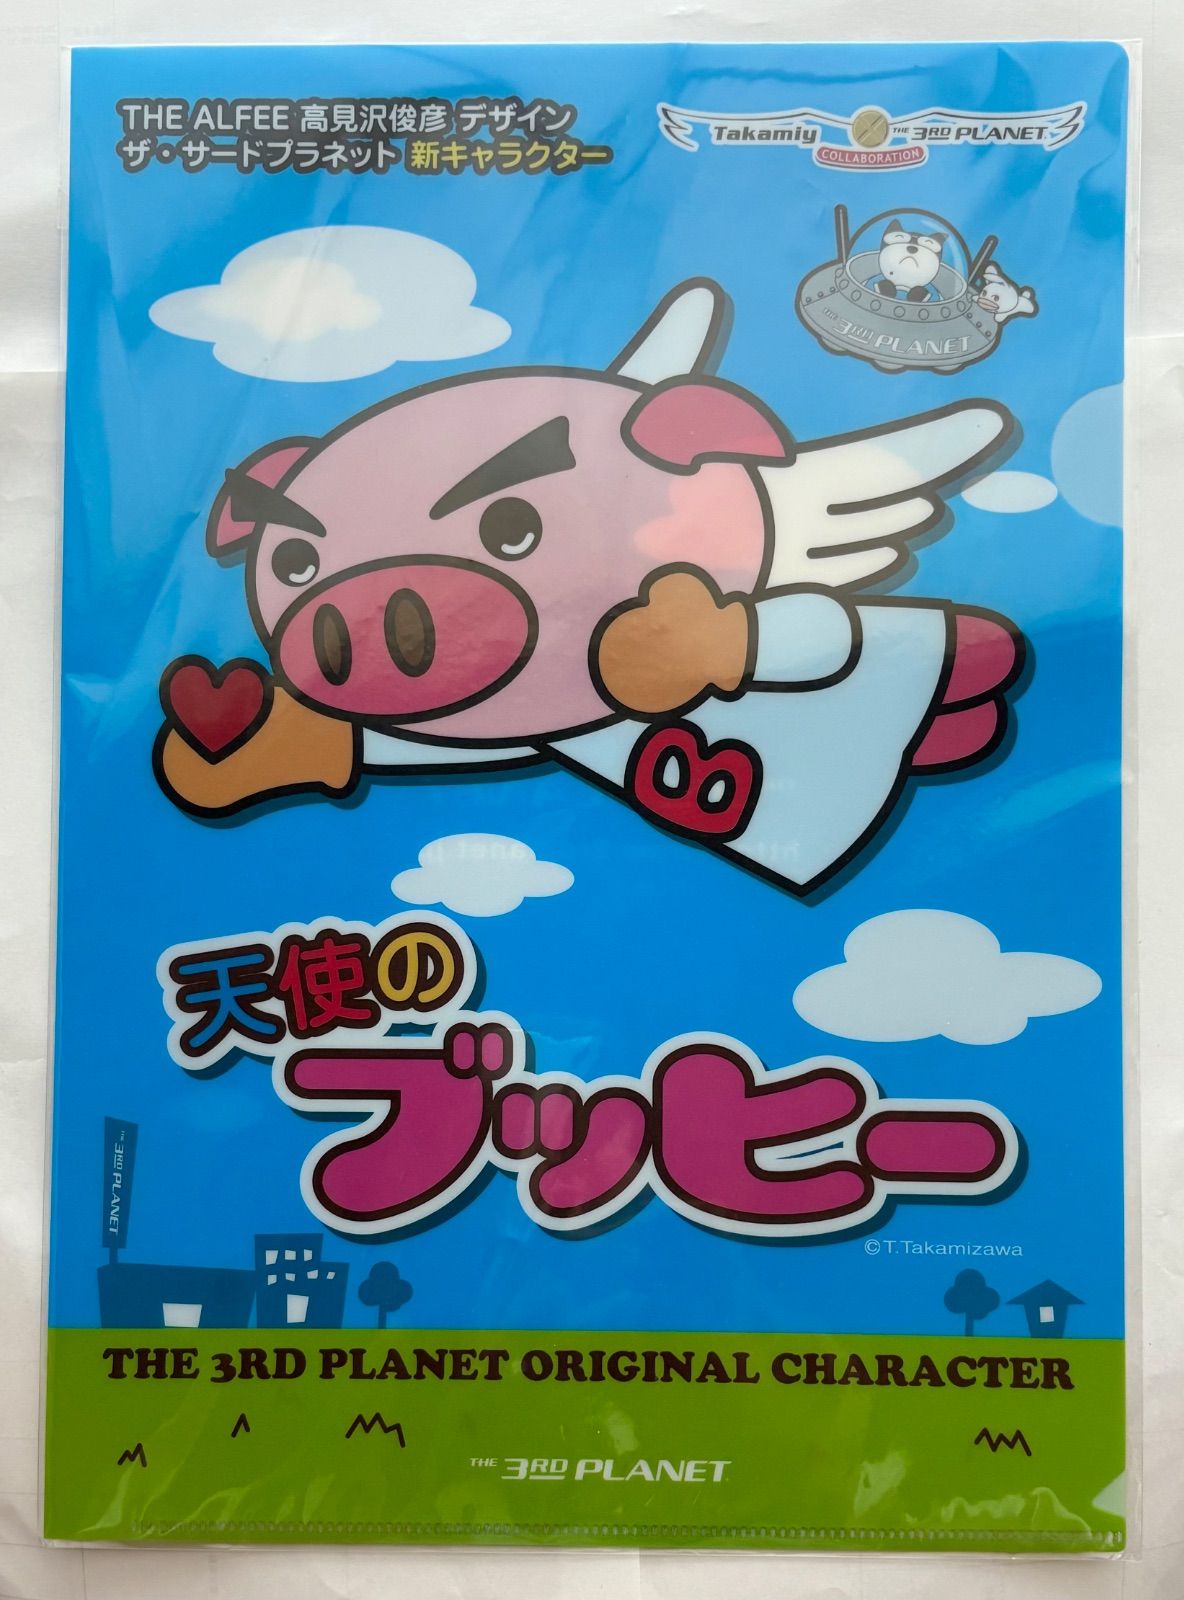 THE ALFEE 高見沢俊彦 デザイン
ザ・サードプラネット 新キャラクター
Takamiy THE 3RD PLANET
COLLABORATION
THE 3RD PLANET
B
天使の
ブッヒー
THE 3RD PLANET
©T.Takamizawa
THE 3RD PLANET ORIGINAL CHARACTER
THE 3RD PLANET